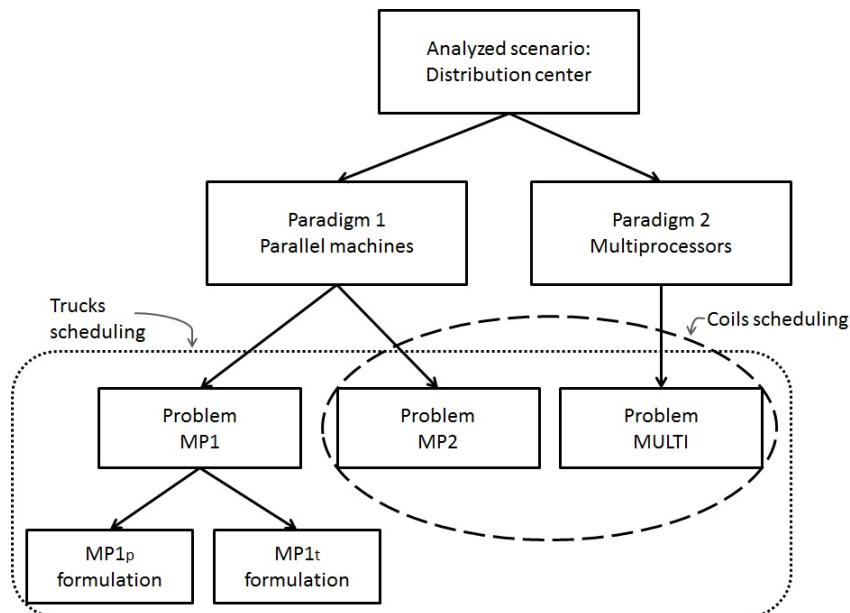 Analyzed scenario:
Distribution center
Paradigm 1
Parallel machines
Paradigm 2
Multiprocessors
Trucks
scheduling
Coils scheduling
Problem
MP1
Problem
MP2
Problem
MULTI
MP1p
formulation
MP1t
formulation